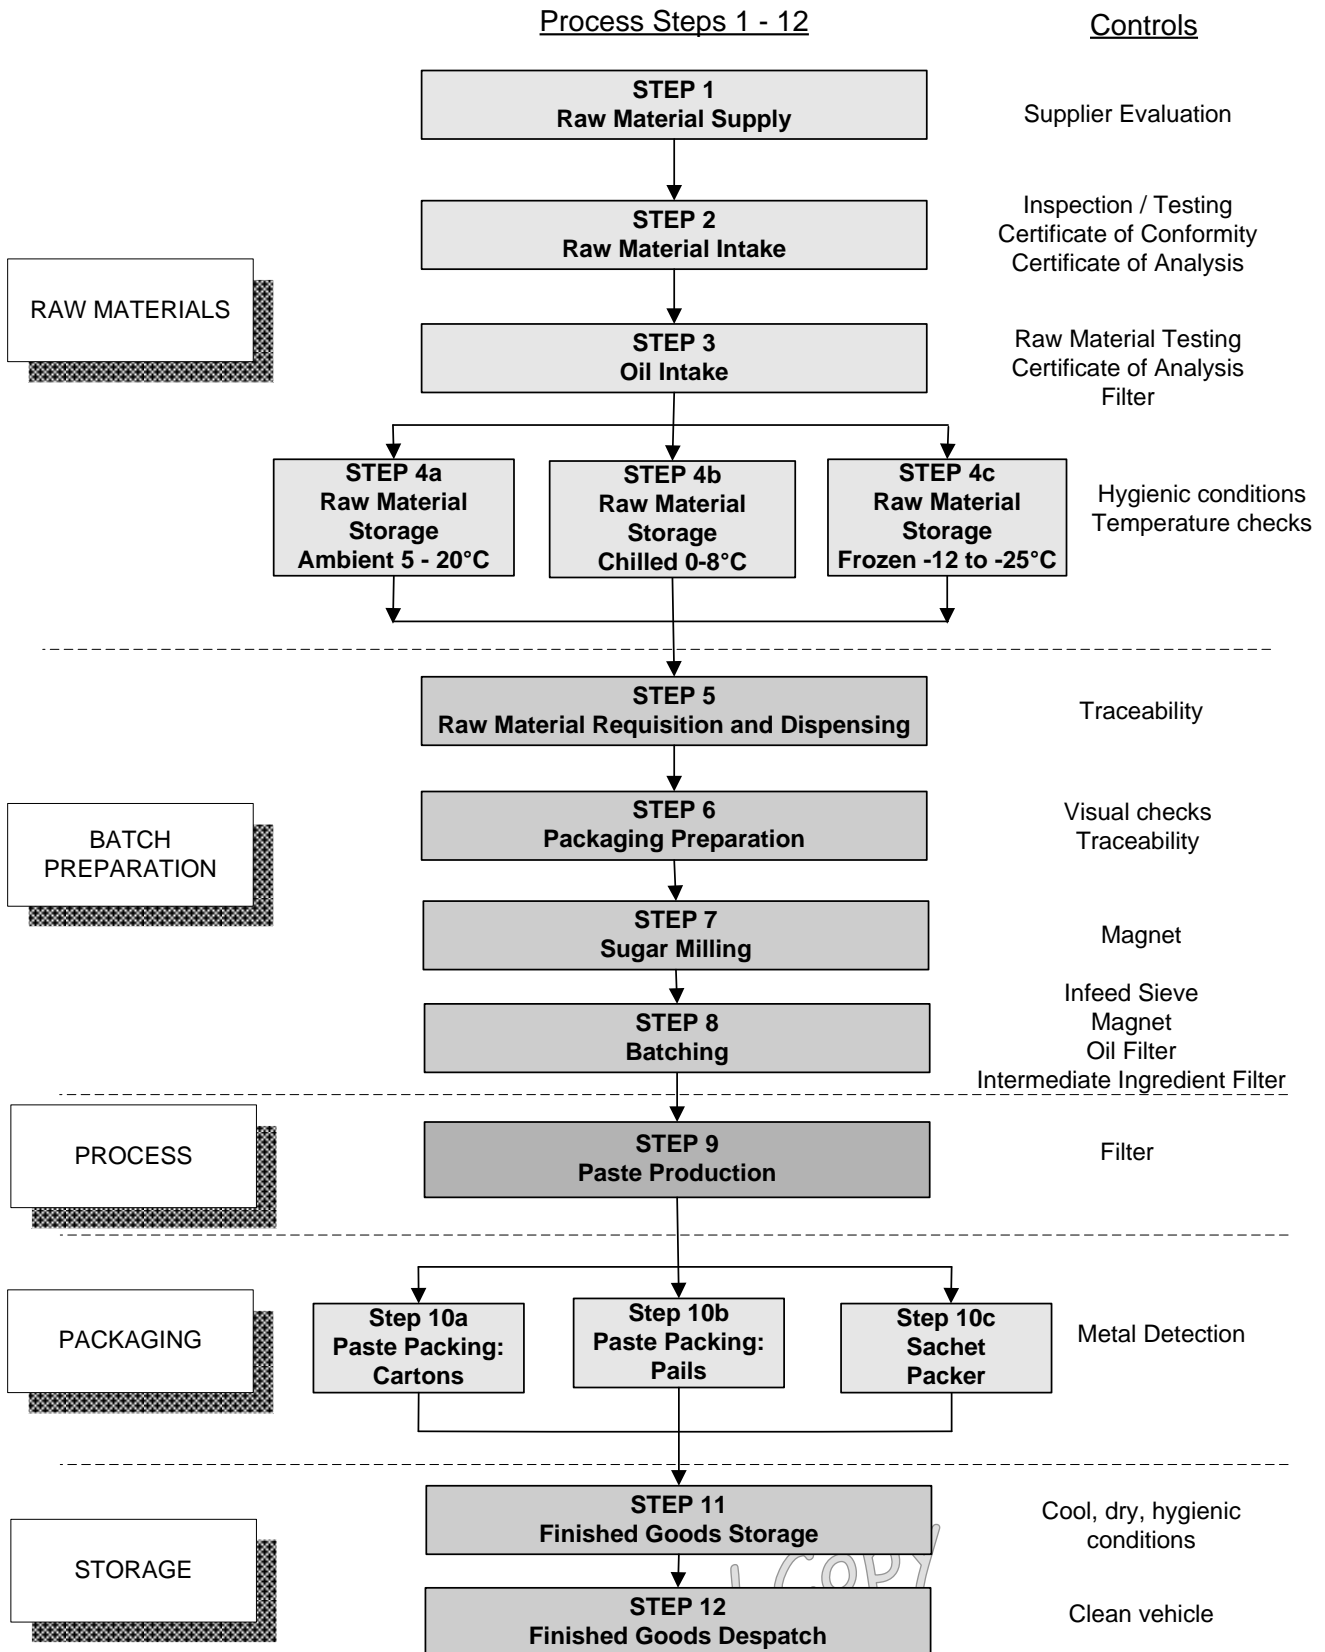 Process Steps 1 - 12
Controls
STEP 1
Raw Material Supply
Supplier Evaluation
STEP 2
Raw Material Intake
Inspection / Testing
Certificate of Conformity
Certificate of Analysis
RAW MATERIALS
STEP 3
Oil Intake
Raw Material Testing
Certificate of Analysis
Filter
STEP 4a
Raw Material
Storage
Ambient 5 - 20°C
STEP 4b
Raw Material
Storage
Chilled 0-8°C
STEP 4c
Raw Material
Storage
Frozen -12 to -25°C
Hygienic conditions
Temperature checks
STEP 5
Raw Material Requisition and Dispensing
Traceability
BATCH
PREPARATION
STEP 6
Packaging Preparation
Visual checks
Traceability
STEP 7
Sugar Milling
Magnet
STEP 8
Batching
Infeed Sieve
Magnet
Oil Filter
Intermediate Ingredient Filter
PROCESS
STEP 9
Paste Production
Filter
PACKAGING
Step 10a
Paste Packing:
Cartons
Step 10b
Paste Packing:
Pails
Step 10c
Sachet
Packer
Metal Detection
STEP 11
Finished Goods Storage
Cool, dry, hygienic
conditions
STORAGE
COPY
STEP 12
Finished Goods Despatch
Clean vehicle